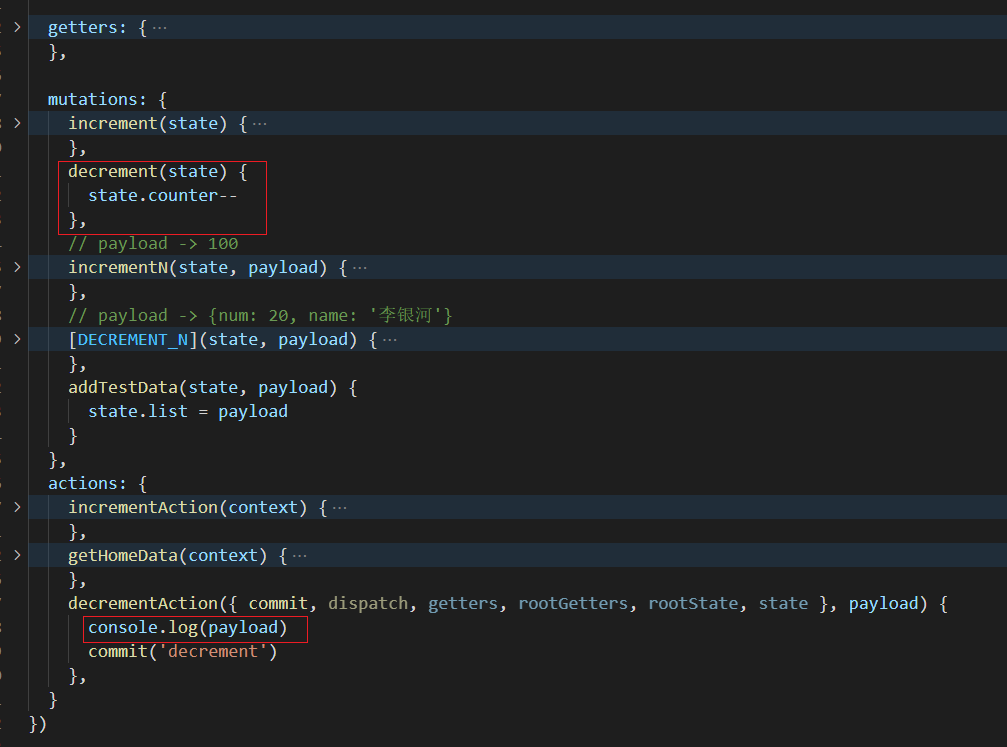 getters: { ···
},
mutations: {
increment(state) { ···
},
decrement(state) {
state.counter--
},
// payload -> 100
incrementN(state, payload) { ···
},
// payload -> {num: 20, name: '李银河'}
[DECREMENT_N](state, payload) { ···
},
addTestData(state, payload) {
state.list = payload
}
},
actions: {
incrementAction(context) { ···
},
getHomeData(context) { ···
},
decrementAction({ commit, dispatch, getters, rootGetters, rootState, state }, payload) {
console.log(payload)
commit('decrement')
},
}
})